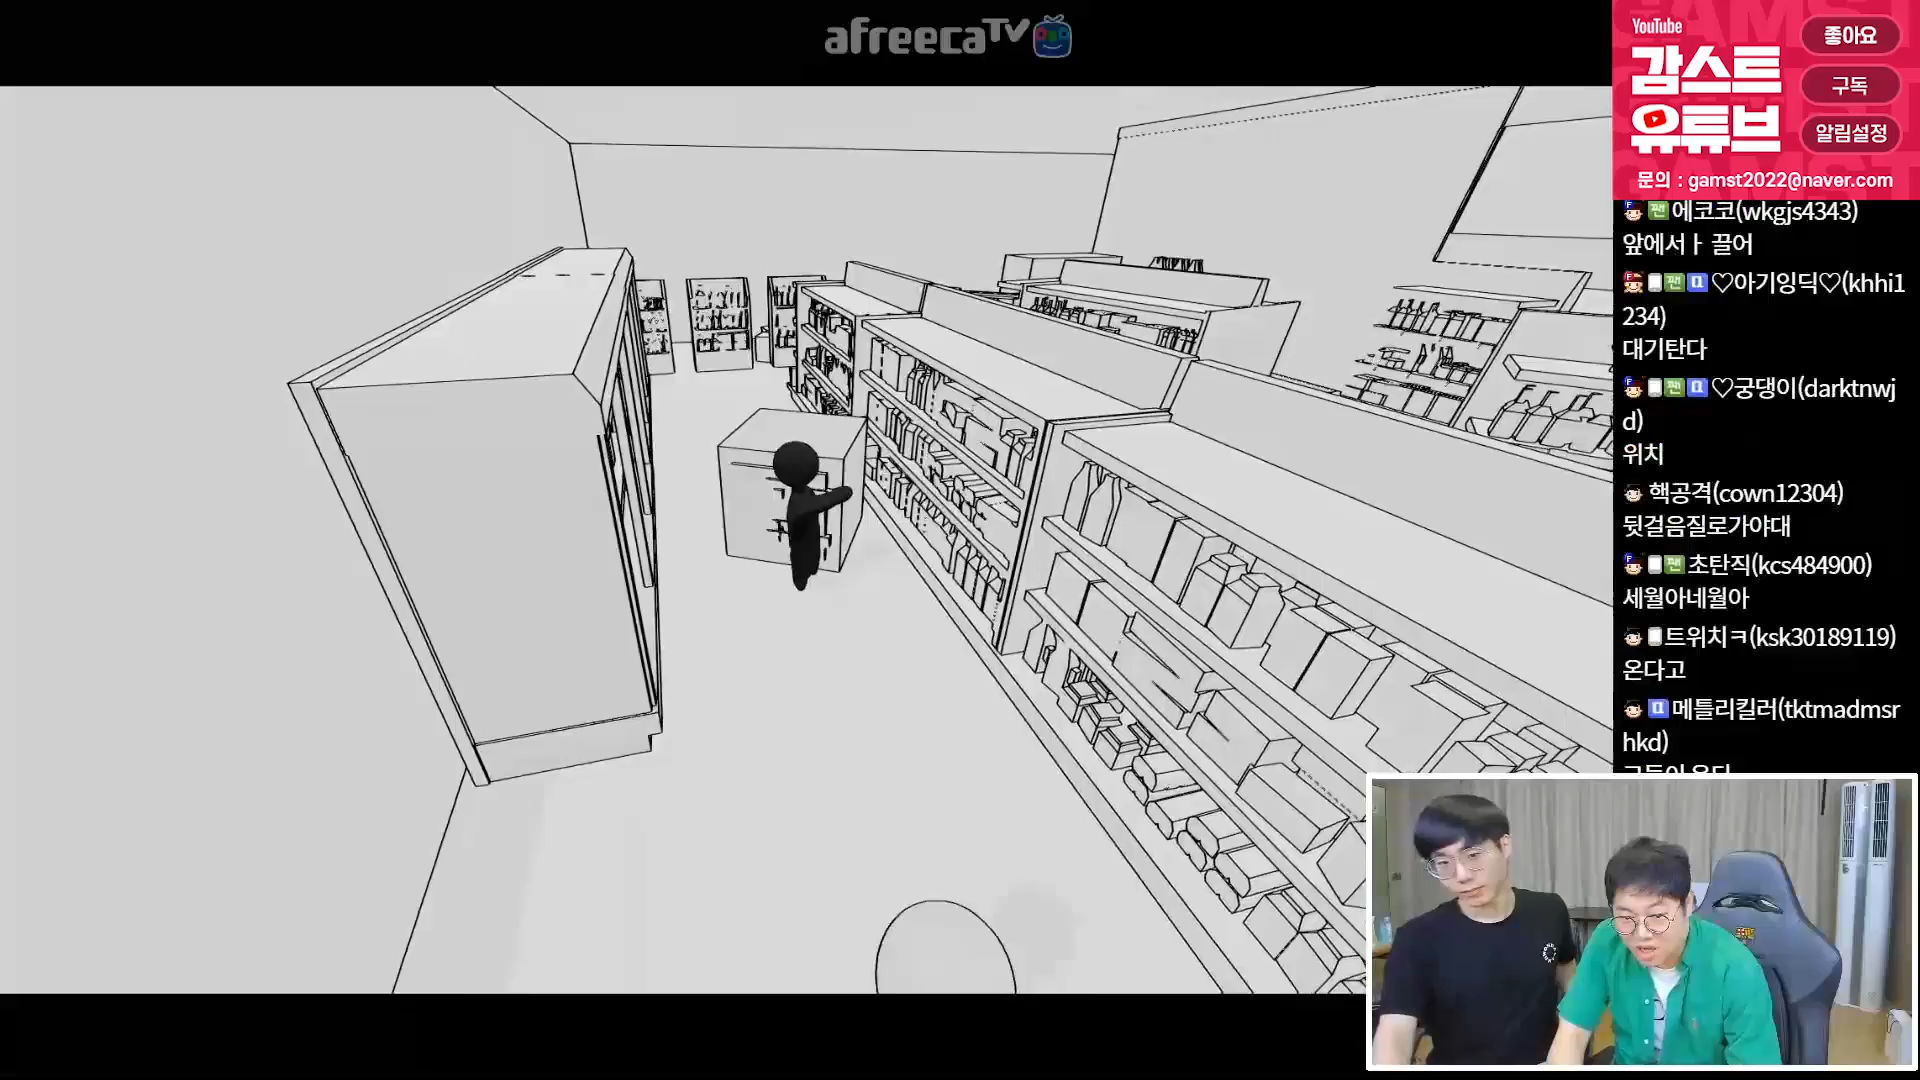 afreecaTV
YouTube
감스트
유튜브
좋아요
구독
알림설정
문의 : gamst2022@naver.com
에코코(wkgjs4343)
앞에서ㅏ 끌어
♡아기잉딕♡(khhi1
234)
대기탄다
♡궁댕이(darktnwj
d)
위치
핵공격(cown12304)
뒷걸음질로가야대
초탄직(kcs484900)
세월아네월아
트위치ㅋ(ksk30189119)
온다고
메틀리킬러(tktmadmsr
hkd)